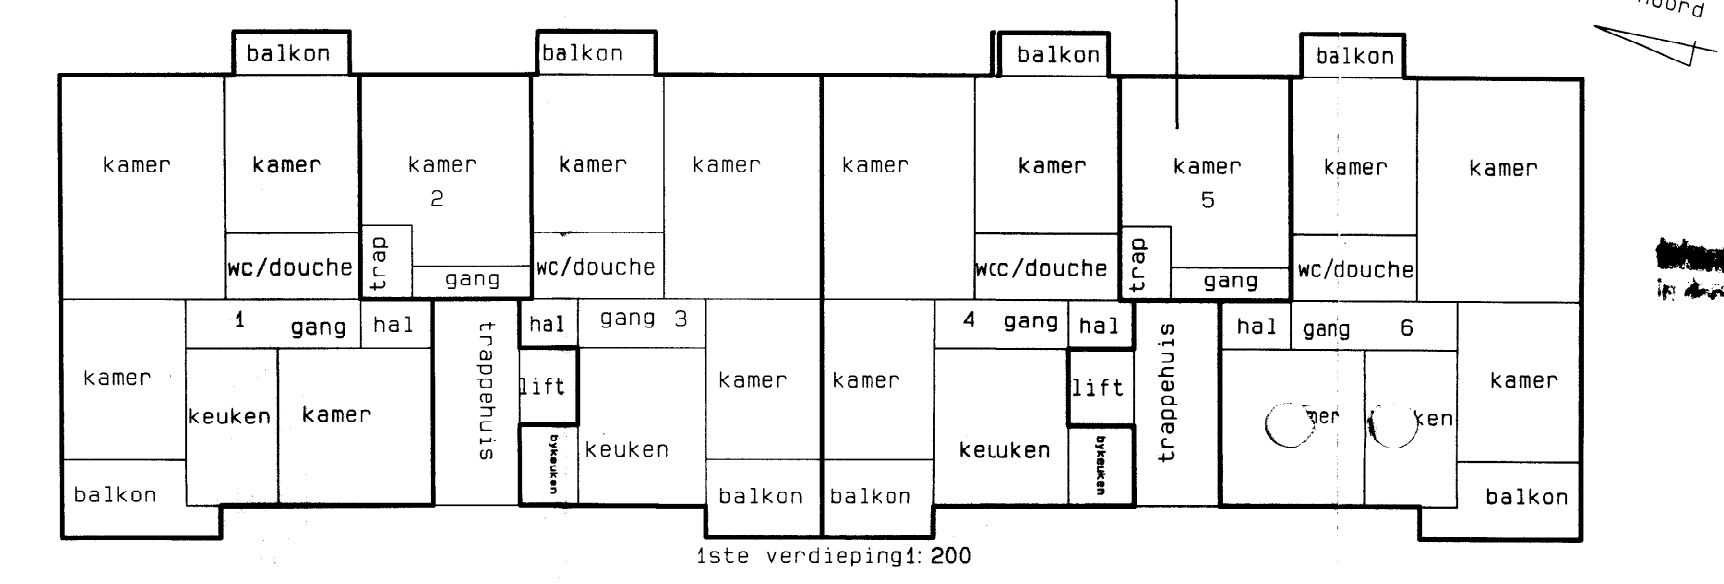 noord
balkon balkon balkon balkon
kamer kamer kamer kamer kamer kamer kamer kamer kamer kamer
2 5
trap trap
wc/douche wc/douche wcc/douche wc/douche
gang gang
1 gang hal hal gang 3 4 gang hal hal gang 6
trappehuis trappehuis
kamer lift kamer kamer lift kamer
keuken kamer
keuken keuken
bykeuken bykeuken
balkon balkon balkon balkon
1ste verdieping1: 200